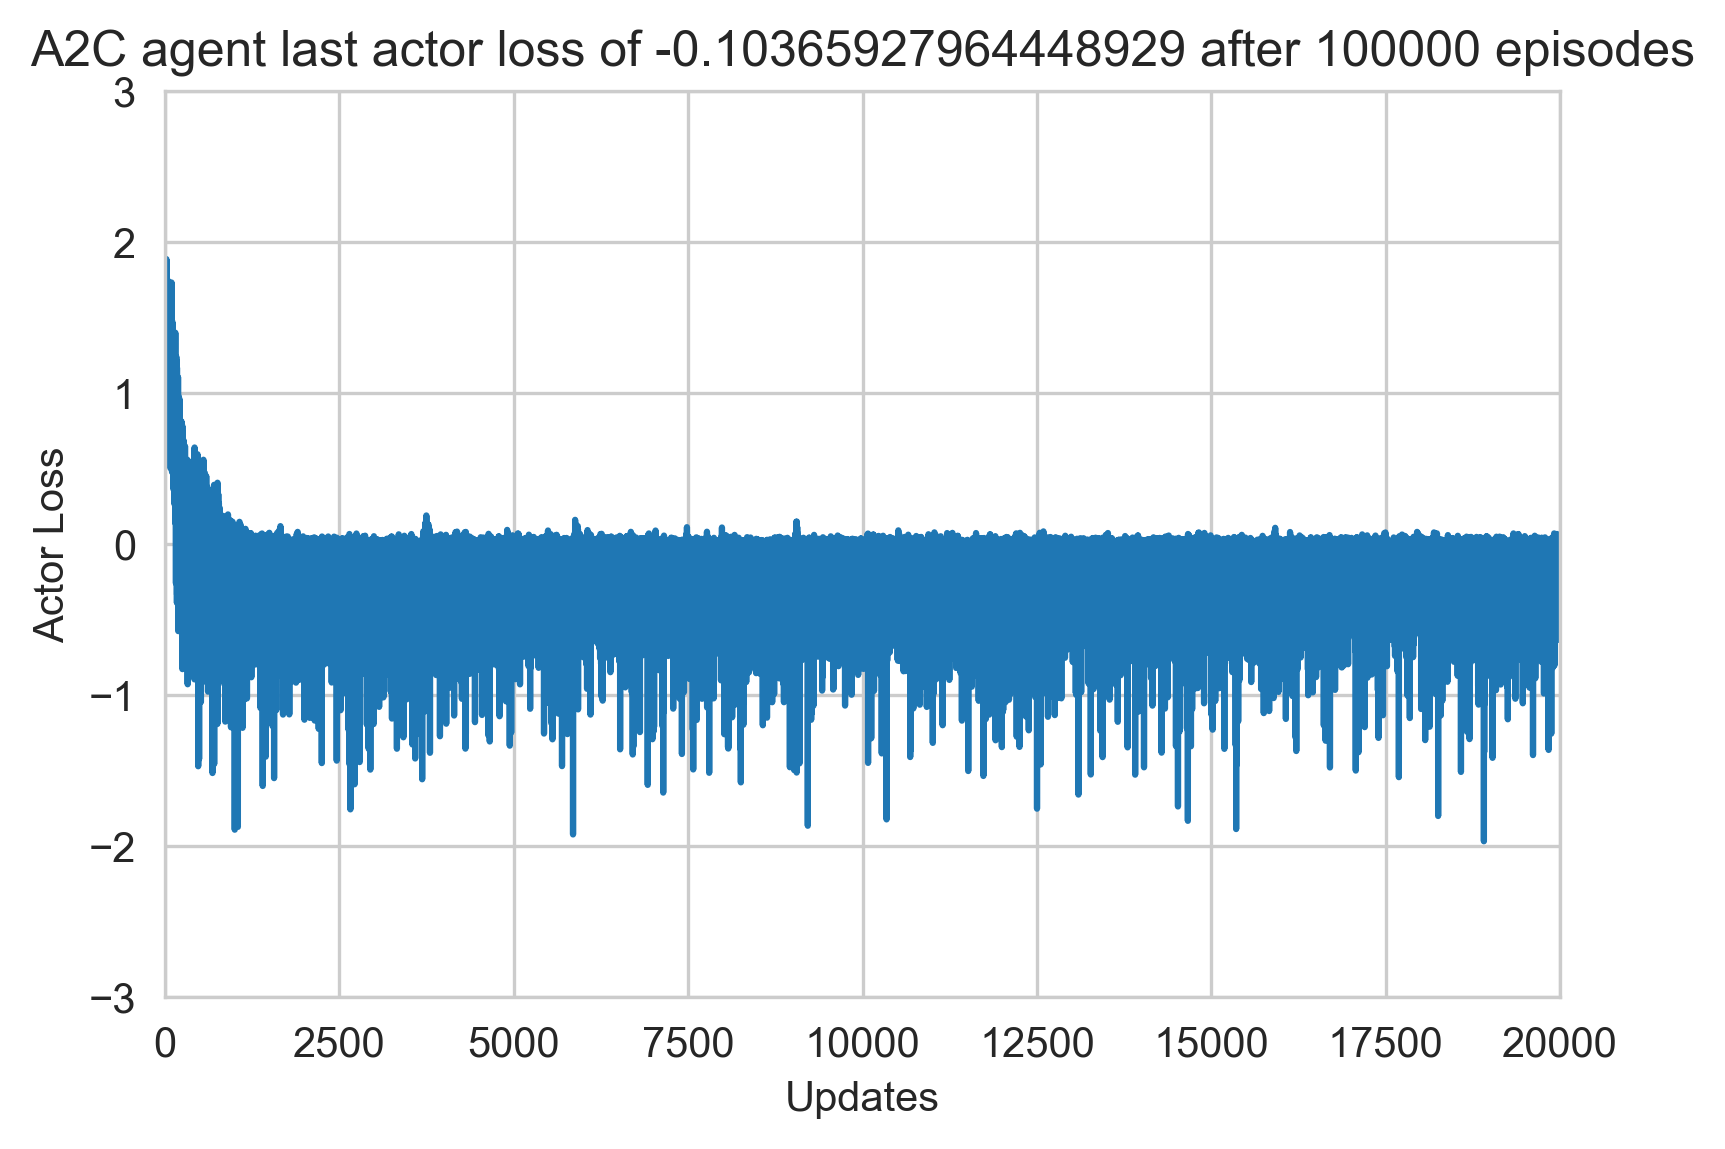 A2C agent last actor loss of -0.10365927964448929 after 100000 episodes
3
2
1
0
−1
−2
−3
Actor Loss
0 2500 5000 7500 10000 12500 15000 17500 20000
Updates